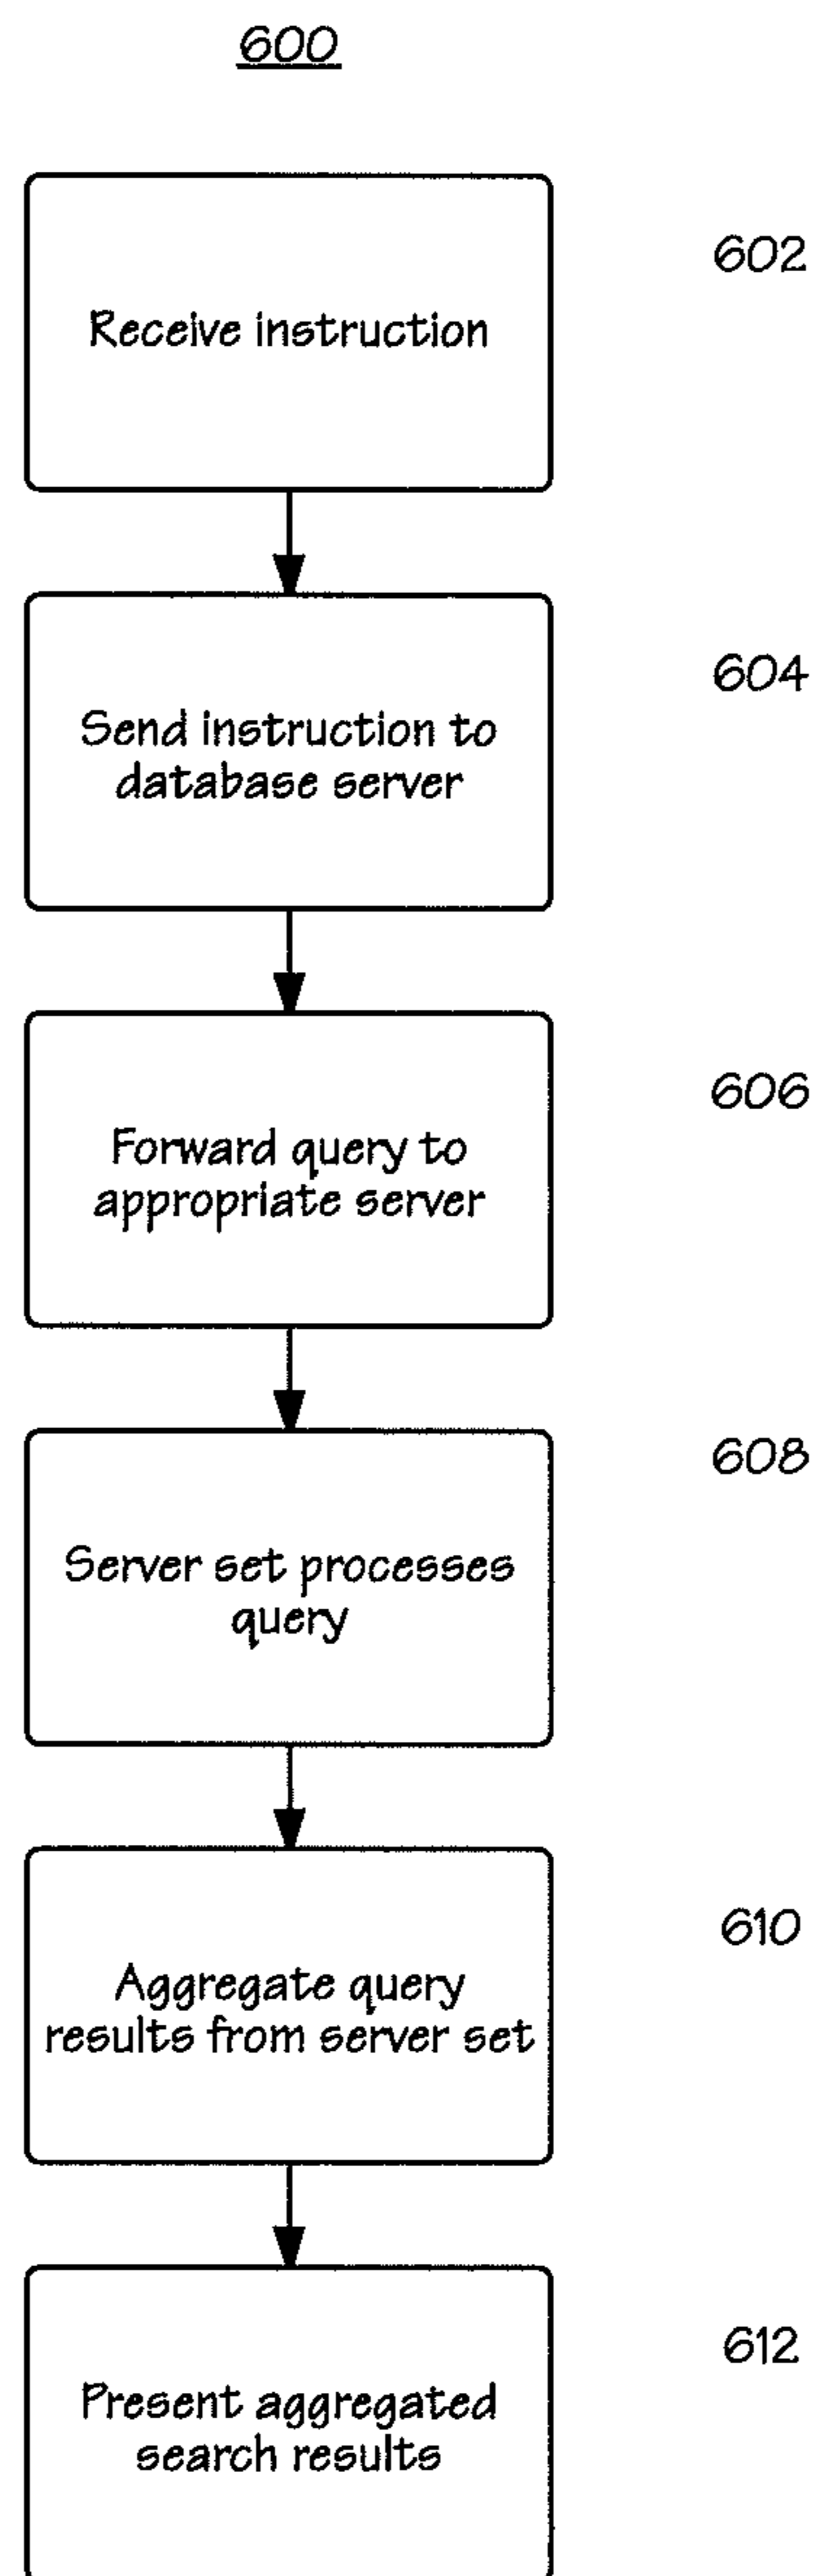 600
Receive instruction
602
Send instruction to
database server
604
Forward query to
appropriate server
606
Server set processes
query
608
Aggregate query
results from server set
610
Present aggregated
search results
612